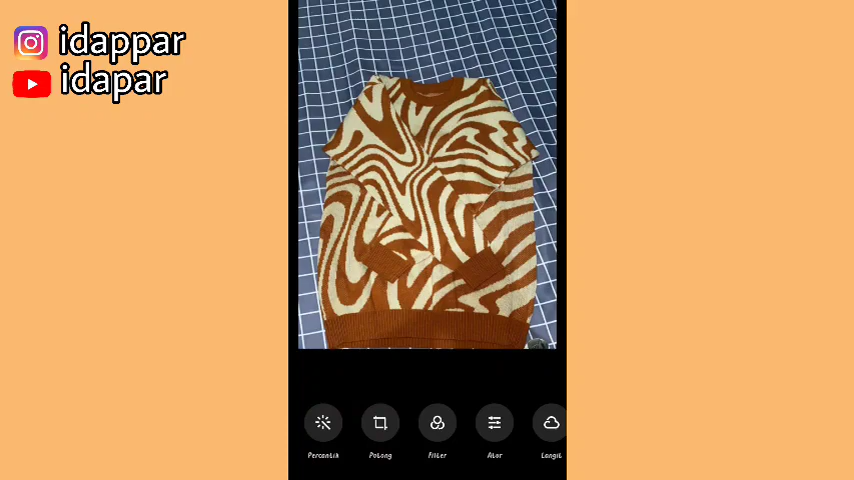 idappar
idapar
Percantik
Potong
Filter
Atur
Langit